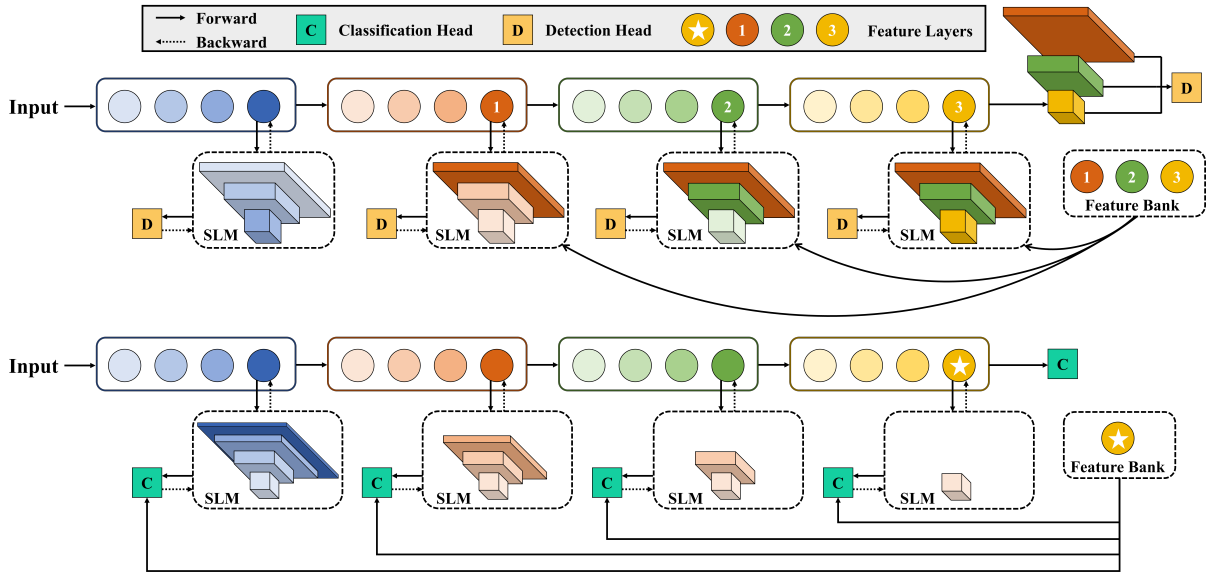 Forward
Backward
C Classification Head
D Detection Head
1 2 3 Feature Layers
Input
1
2
3
D
D SLM
D SLM
D SLM
D SLM
1 2 3
Feature Bank
Input
C
C SLM
C SLM
C SLM
C SLM
Feature Bank